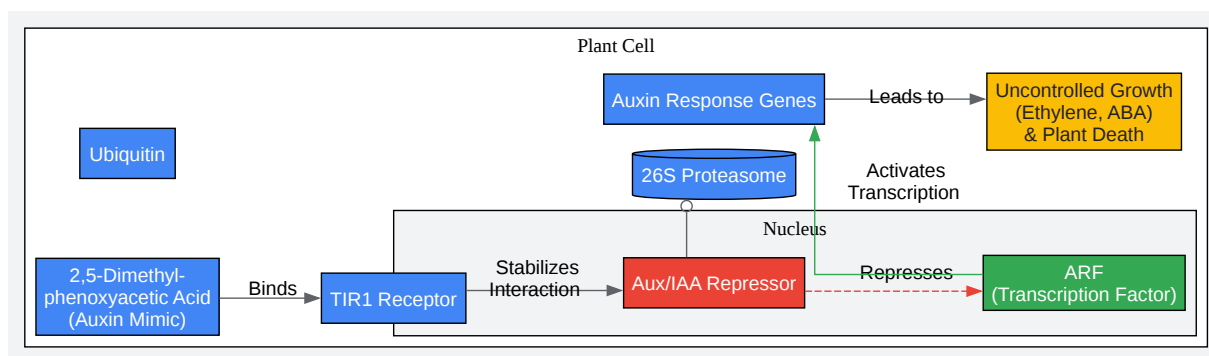 Plant Cell
Auxin Response Genes
Leads to
Uncontrolled Growth
(Ethylene, ABA)
& Plant Death
Ubiquitin
26S Proteasome
Activates
Transcription
Nucleus
2,5-Dimethyl-
phenoxyacetic Acid
(Auxin Mimic)
Binds
TIR1 Receptor
Stabilizes
Interaction
Aux/IAA Repressor
Represses
ARF
(Transcription Factor)